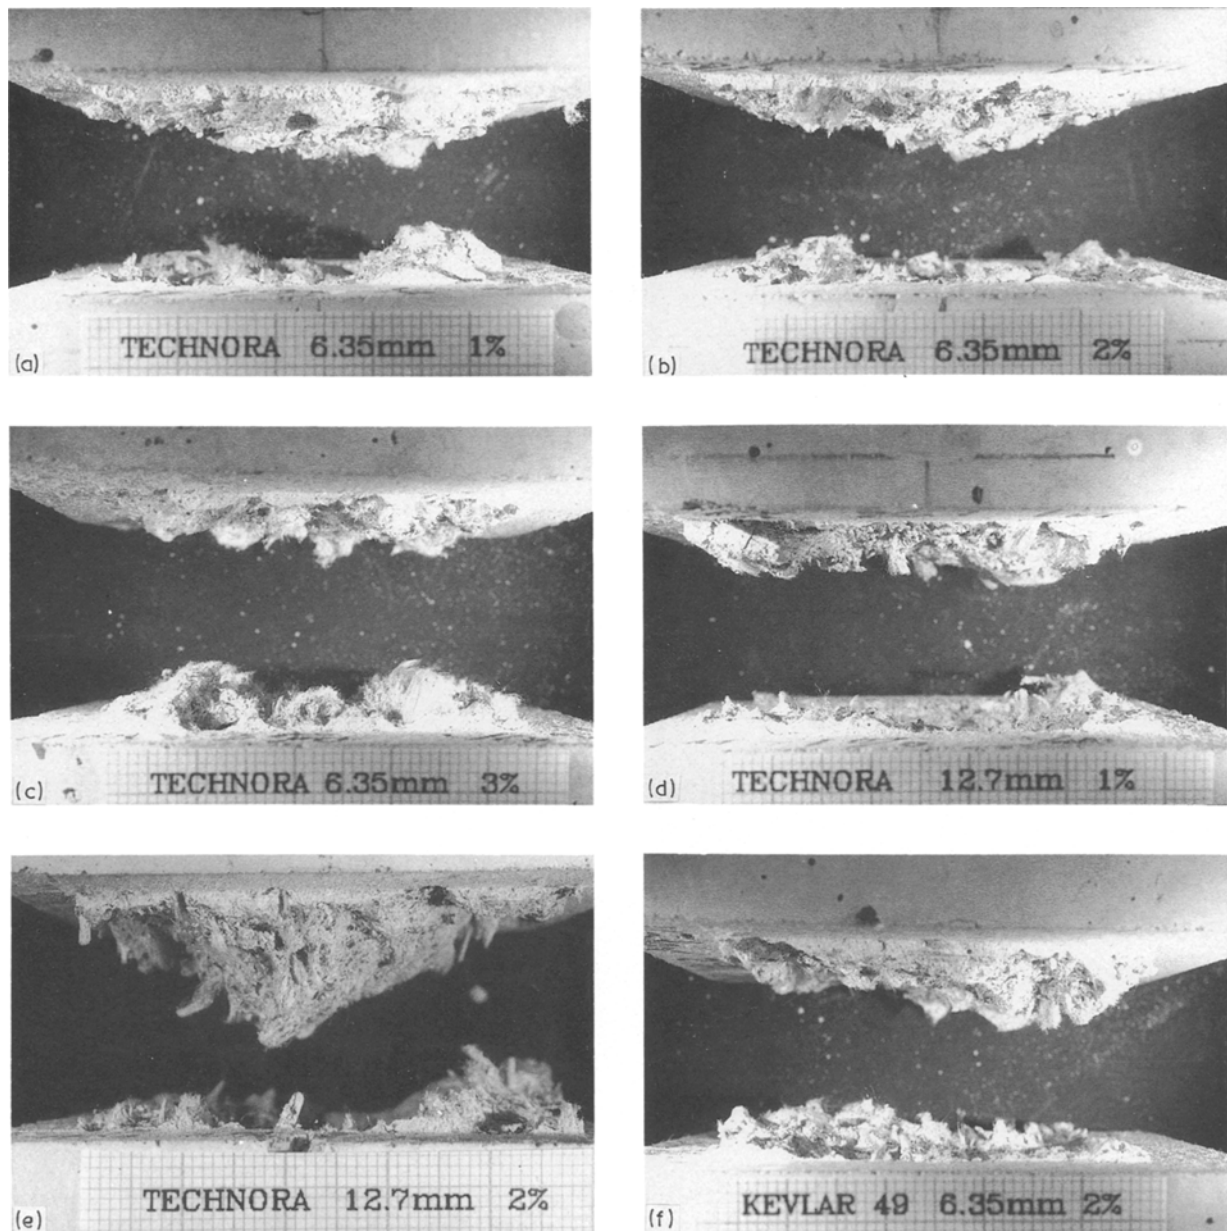 TECHNORA 6.35mm 1%
(a)
TECHNORA 6.35mm 2%
(b)
TECHNORA 6.35mm 3%
(c)
TECHNORA 12.7mm 1%
(d)
TECHNORA 12.7mm 2%
(e)
KEVLAR 49 6.35mm 2%
(f)